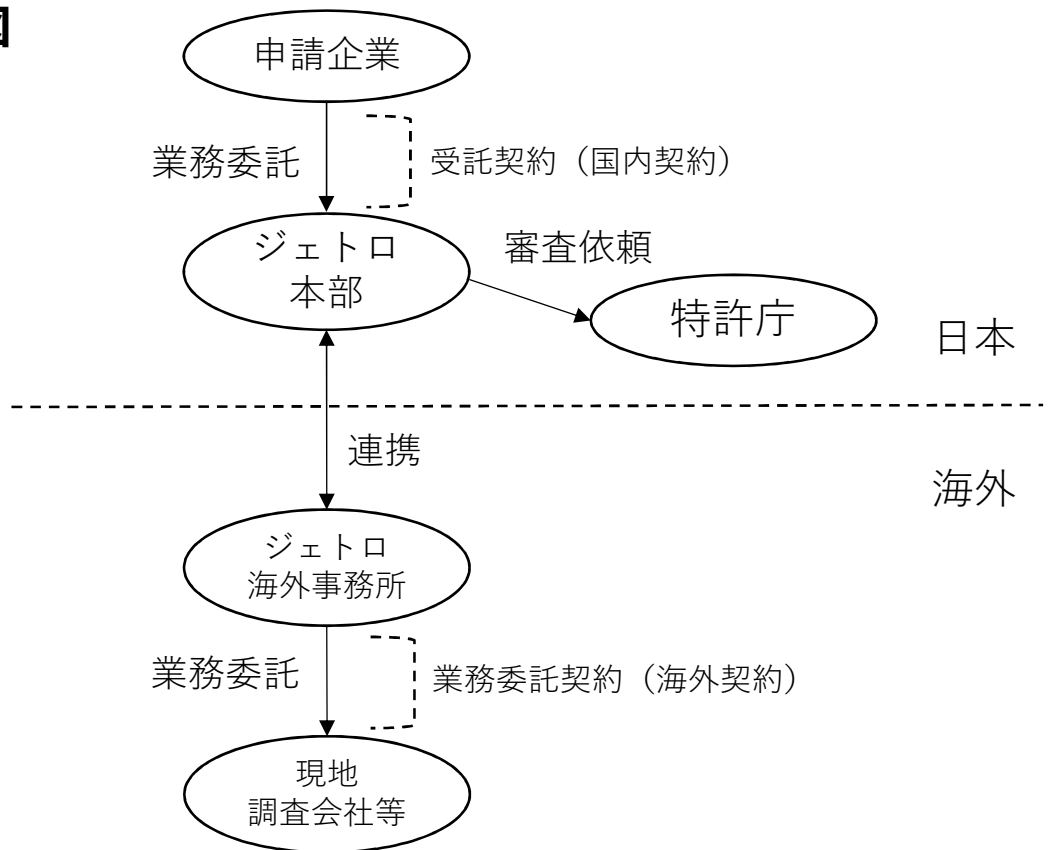 図
申請企業
業務委託
受託契約（国内契約）
ジェトロ
本部
審査依頼
特許庁
日本
連携
海外
ジェトロ
海外事務所
業務委託
業務委託契約（海外契約）
現地
調査会社等